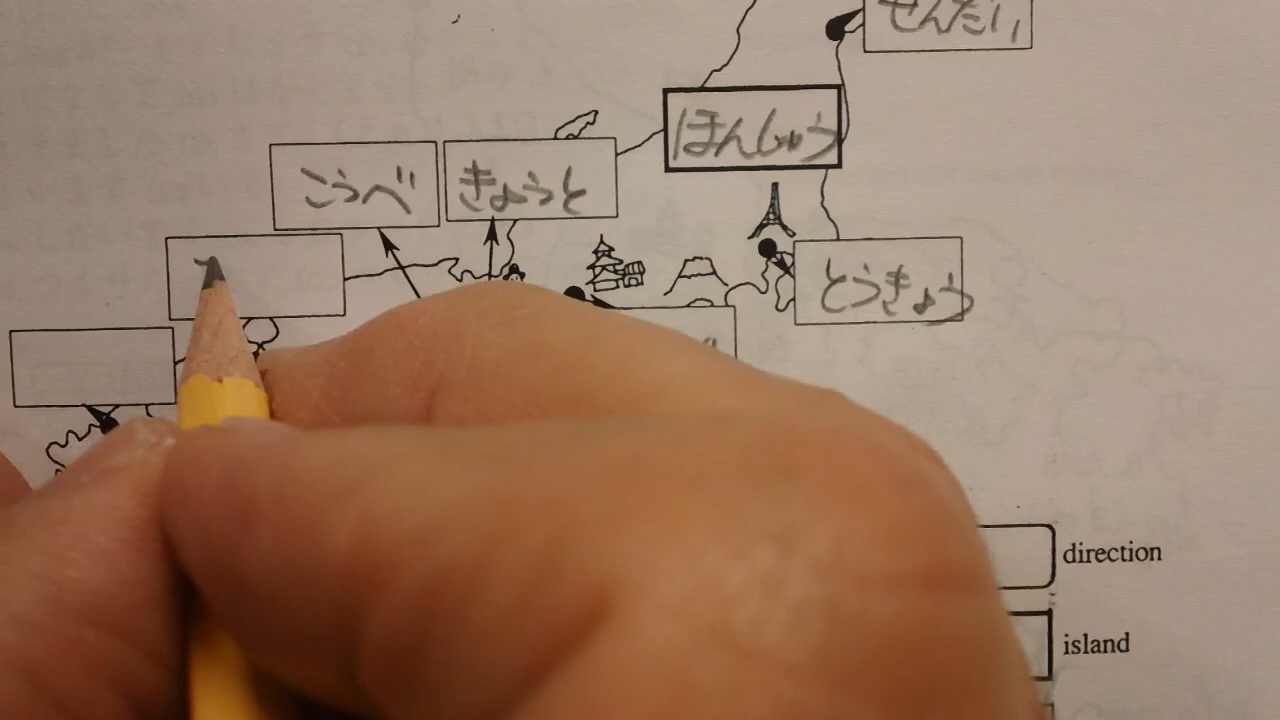 せんだい
ほんしゅう
こうべ
きょうと
とうきょう
direction
island